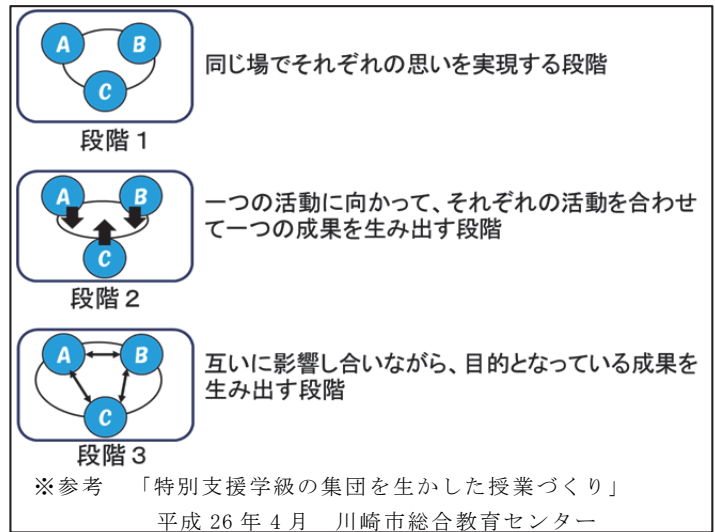 A B
C
同じ場でそれぞれの思いを実現する段階
段階1
A B
C
一つの活動に向かって、それぞれの活動を合わせ
て一つの成果を生み出す段階
段階2
A B
C
互いに影響し合いながら、目的となっている成果を
生み出す段階
段階3
※参考 「特別支援学級の集団を生かした授業づくり」
平成26年4月 川崎市総合教育センター